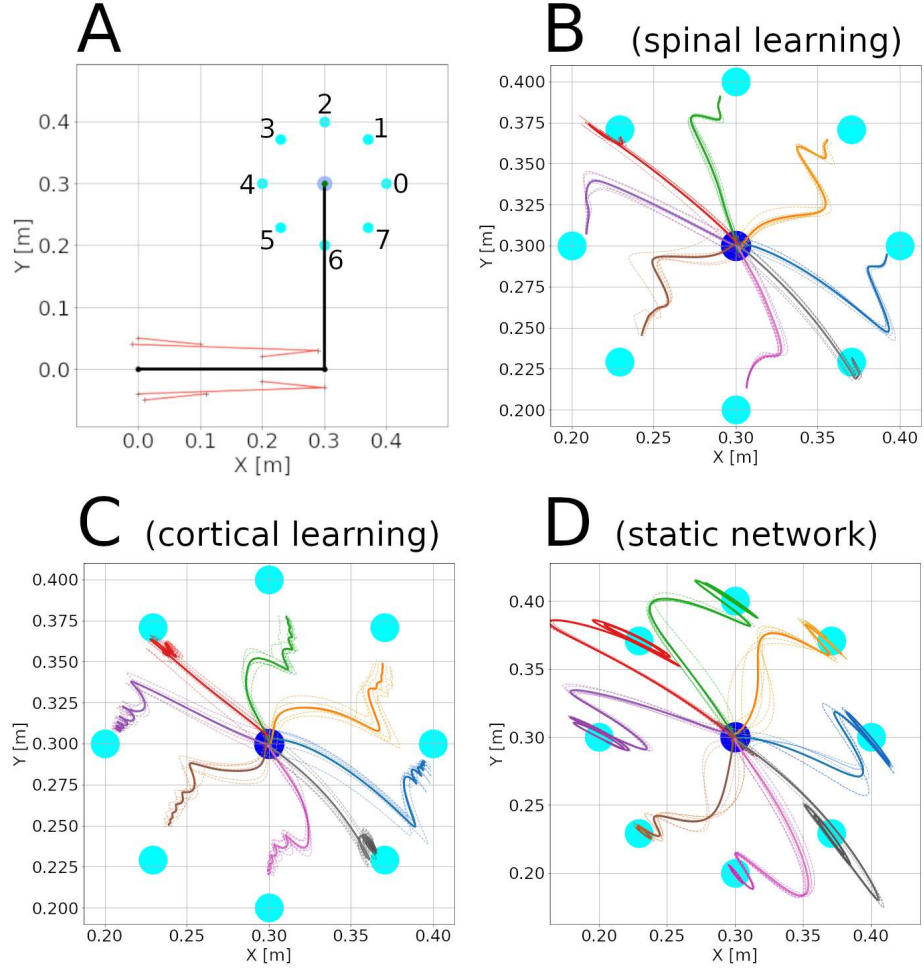 A
Y [m]
0.4
0.3
0.2
0.1
0.0
2
3
1
4
0
5
7
6
0.0 0.1 0.2 0.3 0.4
X [m]
B (spinal learning)
Y [m]
0.400
0.375
0.350
0.325
0.300
0.275
0.250
0.225
0.200
0.20 0.25 0.30 0.35 0.40
X [m]
C (cortical learning)
Y [m]
0.400
0.375
0.350
0.325
0.300
0.275
0.250
0.225
0.200
0.20 0.25 0.30 0.35 0.40
X [m]
D (static network)
Y [m]
0.40
0.35
0.30
0.25
0.20
0.20 0.25 0.30 0.35 0.40
X [m]